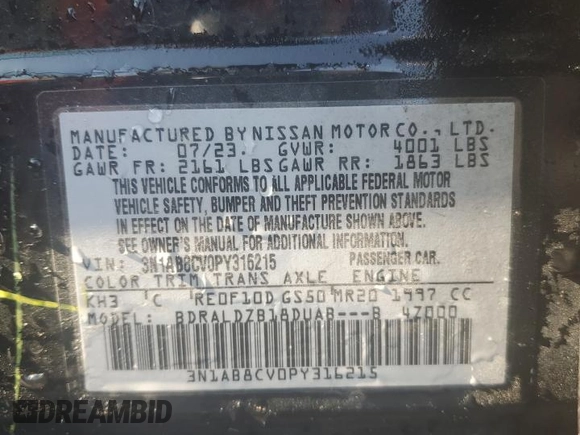 MANUFACTURED BY NISSAN MOTOR CO., LTD.
DATE: 07/23 GVWR: 4001 LBS
GAWR FR: 2161 LBS GAWR RR: 1863 LBS
THIS VEHICLE CONFORMS TO ALL APPLICABLE FEDERAL MOTOR
VEHICLE SAFETY, BUMPER AND THEFT PREVENTION STANDARDS
IN EFFECT ON THE DATE OF MANUFACTURE SHOWN ABOVE.
SEE OWNER'S MANUAL FOR ADDITIONAL INFORMATION.
VIN: 3N1AB8CV0PY316215 PASSENGER CAR.
COLOR TRIM TRANS AXLE ENGINE
KH3 C RE0F10D GS50 MR20 1997 CC
MODEL BDRALDZB18DUAB---B 4Z000
3N1AB8CV0PY316215
DREAMBID